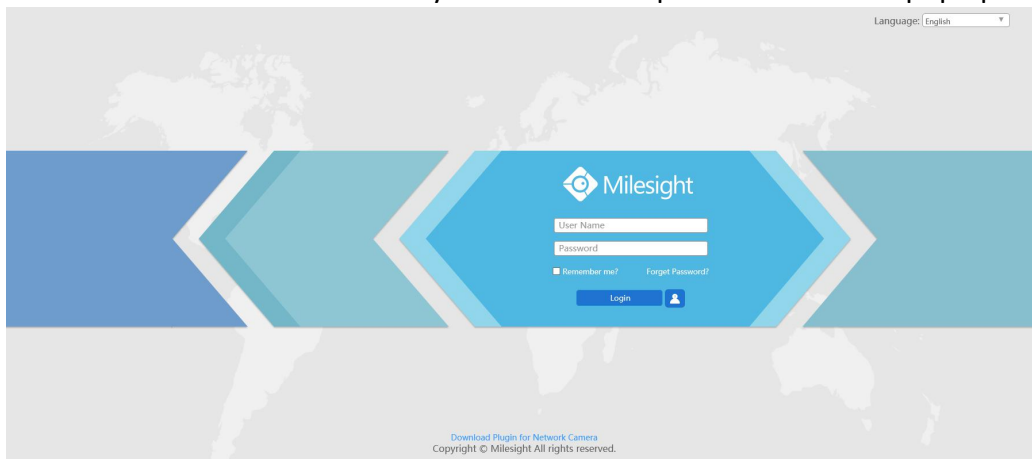 Language: English
Milesight
User Name
Password
Remember me? Forget Password?
Login
Download Plugin for Network Camera
Copyright © Milesight All rights reserved.